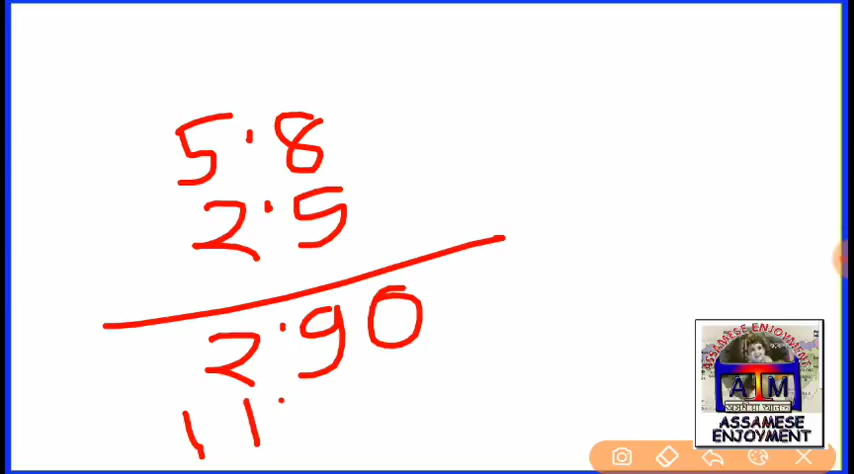 5.8
2.5
2.90
11.
ASSAMESE ENJOYMENT
ATM
ASSAMESE
ENJOYMENT